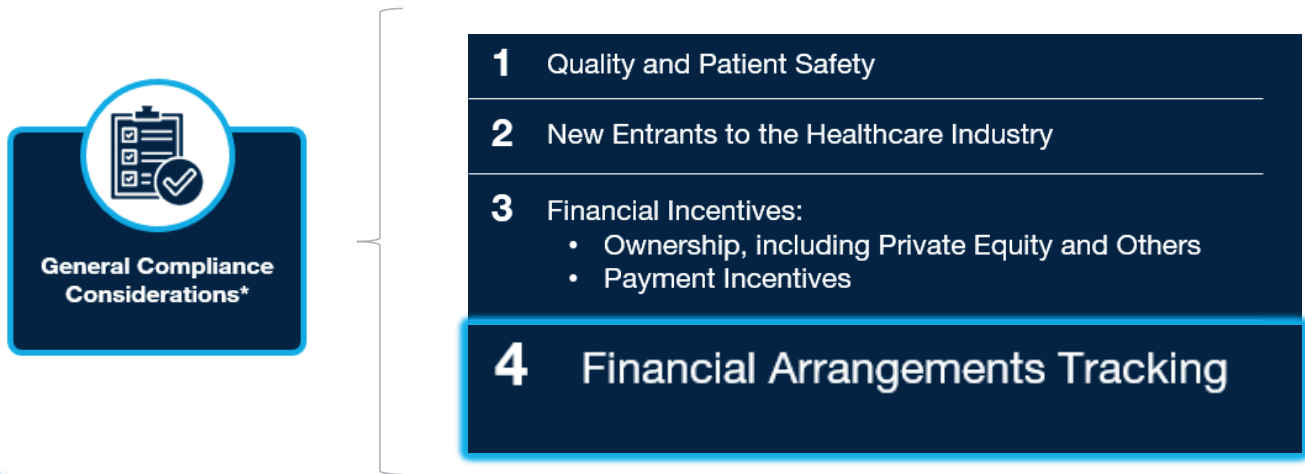 General Compliance
Considerations*
1 Quality and Patient Safety
2 New Entrants to the Healthcare Industry
3 Financial Incentives:
• Ownership, including Private Equity and Others
• Payment Incentives
4 Financial Arrangements Tracking